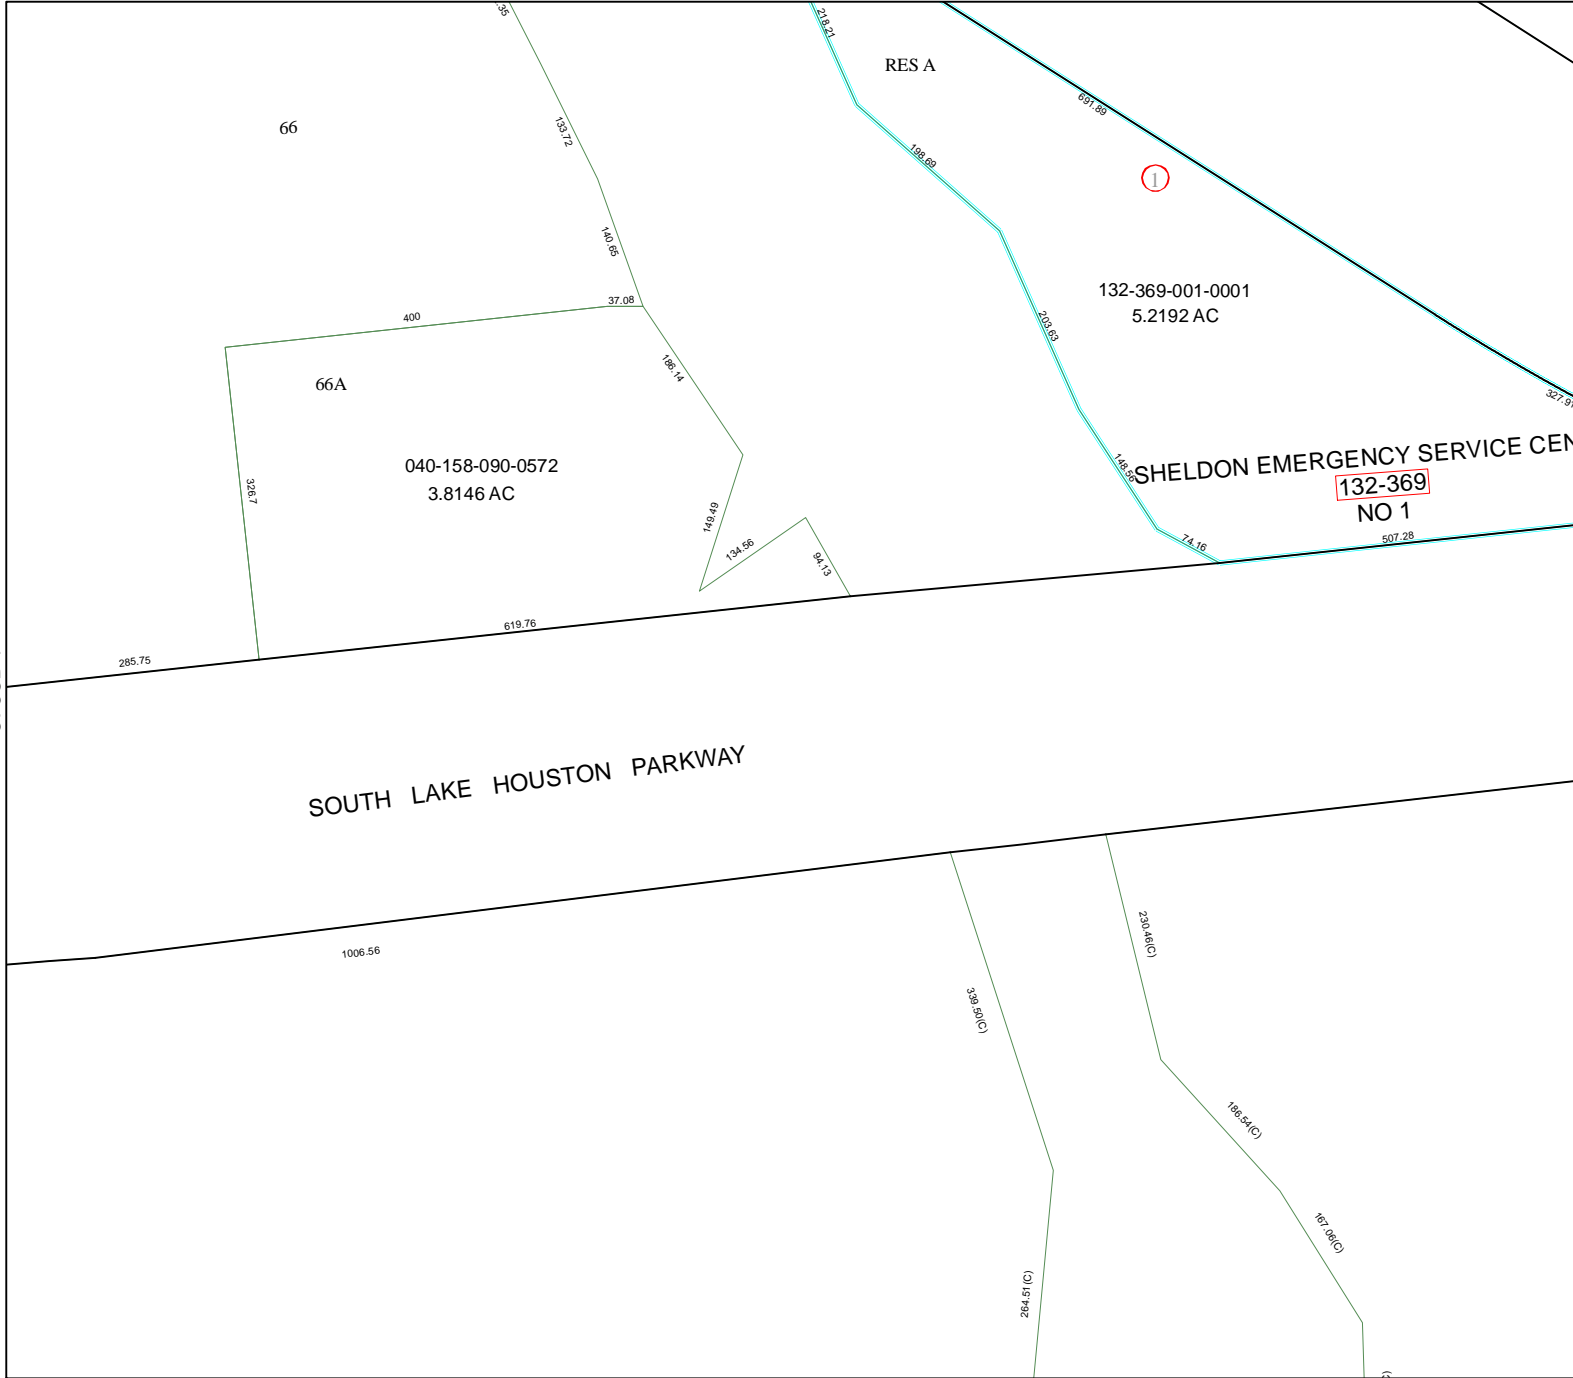 .35
218.21
RES A
691.89
66
133.72
198.69
1
140.65
132-369-001-0001
5.2192 AC
37.08
400
203.63
186.14
66A
327.91
SHELDON EMERGENCY SERVICE CEN
132-369
NO 1
040-158-090-0572
3.8146 AC
148.56
326.7
149.49
134.56
94.13
74.16
507.28
619.76
285.75
SOUTH LAKE HOUSTON PARKWAY
1006.56
230.46(C)
339.50(C)
186.54(C)
167.06(C)
264.51(C)